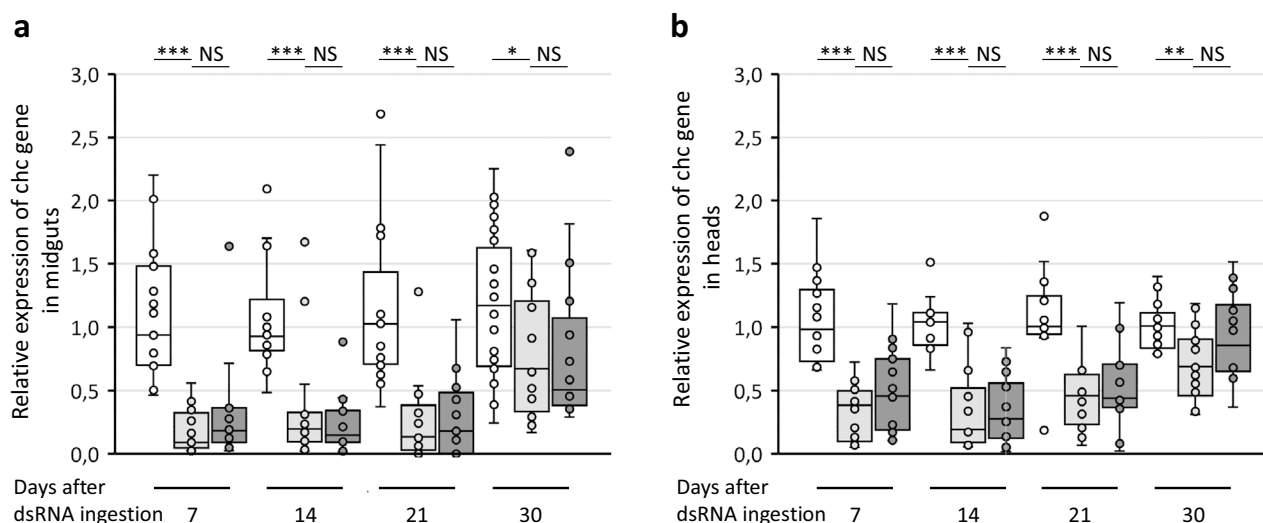 a
*** NS *** NS *** NS * NS
3,0
2,5
2,0
1,5
1,0
0,5
0,0
Relative expression of chc gene
in midguts
Days after
dsRNA ingestion 7 14 21 30
b
*** NS *** NS *** NS ** NS
3,0
2,5
2,0
1,5
1,0
0,5
0,0
Relative expression of chc gene
in heads
Days after
dsRNA ingestion 7 14 21 30